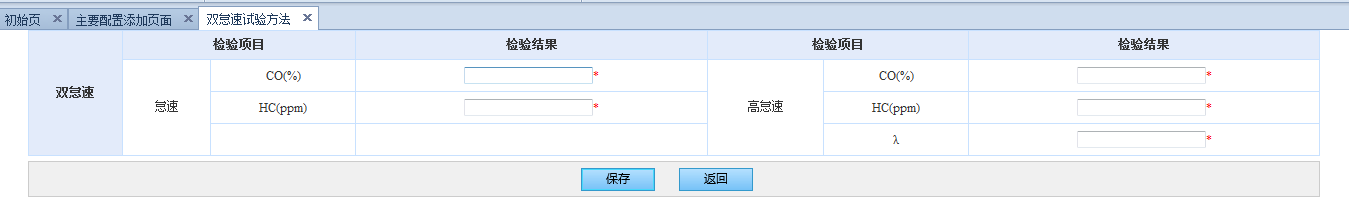 初始页 主要配置添加页面 双怠速试验方法
检验项目 检验结果 检验项目 检验结果
双怠速 怠速 CO(%) * 高怠速 CO(%) *
HC(ppm) * HC(ppm) *
λ *
保存 返回